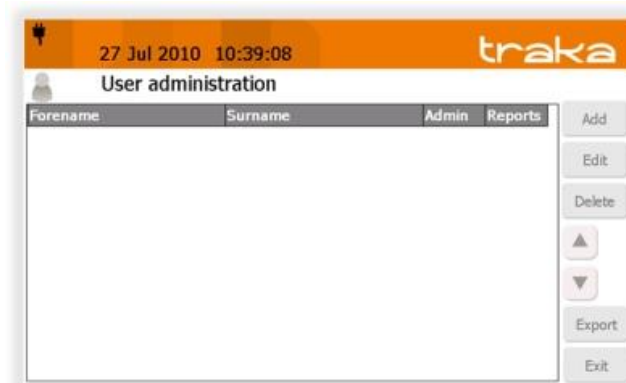 27 Jul 2010 10:39:08
traka
User administration
Forename Surname Admin Reports
Add
Edit
Delete
Export
Exit